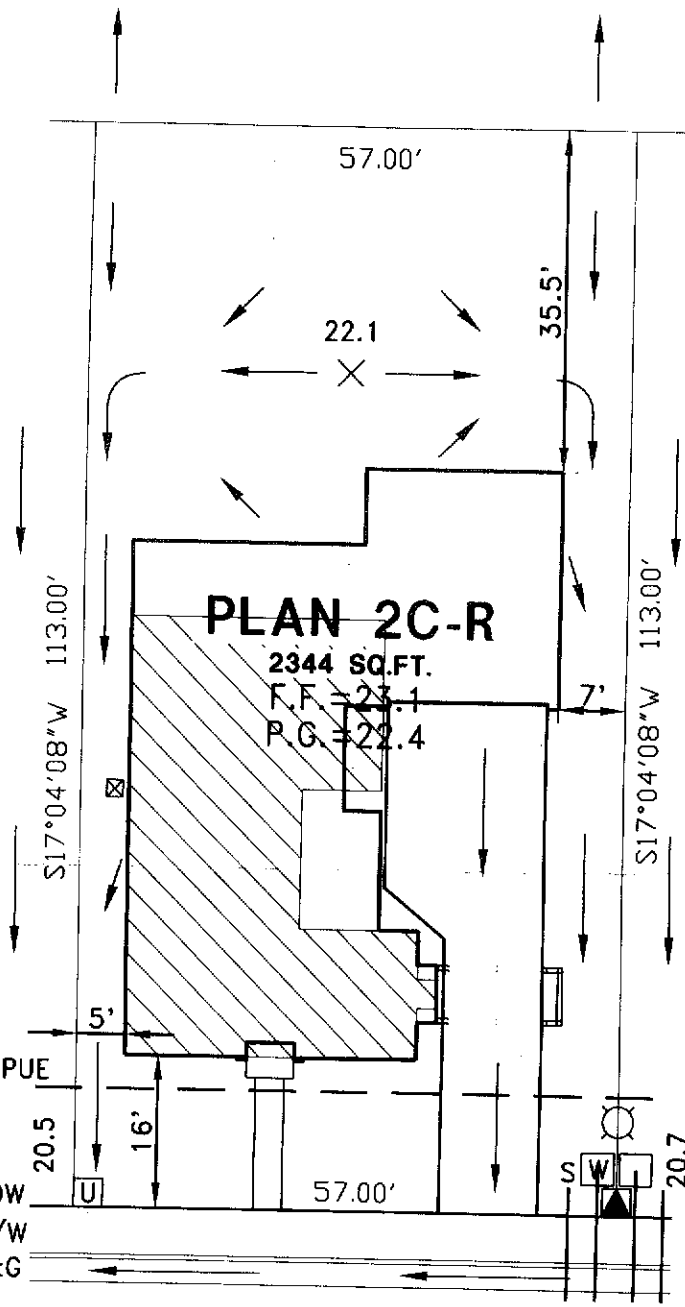 57.00'
35.5'
22.1
PLAN 2C-R
2344 SQ.FT.
F.F.=23.1
P.G.=22.4
7'
S17°04'08"W 113.00'
S17°04'08"W 113.00'
5'
PUE
16'
20.5
20.7
S W
U
57.00'
OW
/W
G